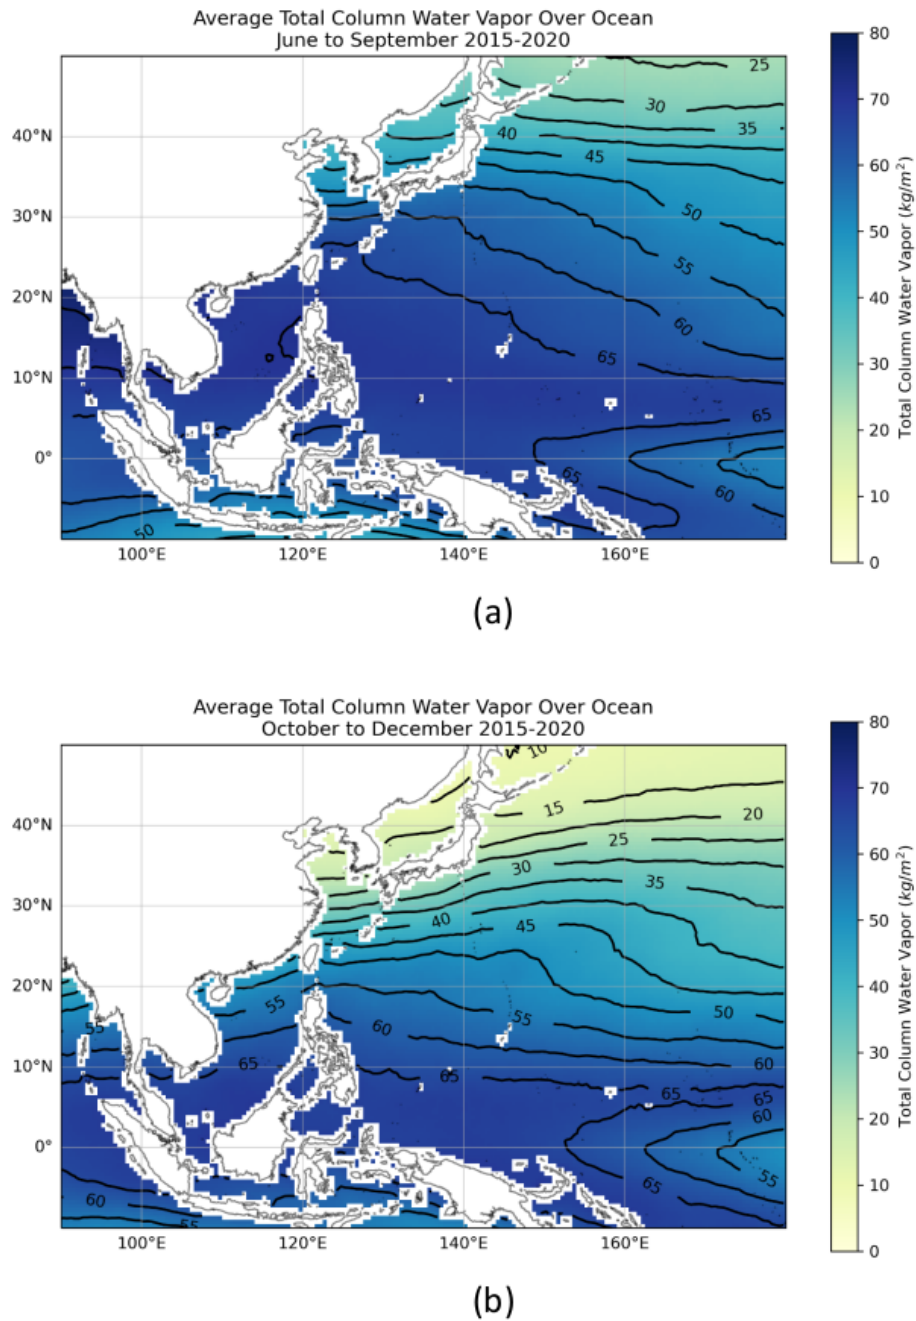 Average Total Column Water Vapor Over Ocean
June to September 2015-2020
80
70
60
50
40
30
20
10
0
Total Column Water Vapor (kg/m²)
40°N
30°N
20°N
10°N
0°
100°E
120°E
140°E
160°E
25
30
35
40
45
50
55
60
65
65
65
60
50
(a)
Average Total Column Water Vapor Over Ocean
October to December 2015-2020
80
70
60
50
40
30
20
10
0
Total Column Water Vapor (kg/m²)
40°N
30°N
20°N
10°N
0°
100°E
120°E
140°E
160°E
10
15
20
25
30
35
40
45
50
55
55
55
60
60
65
65
65
65
60
55
65
60
55
(b)